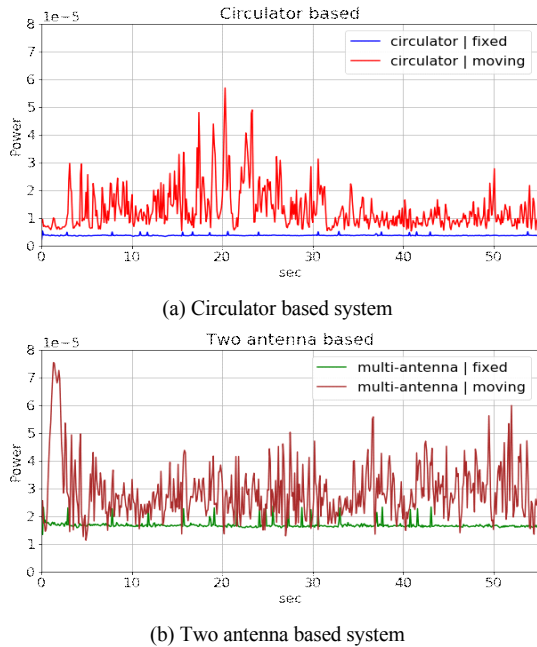 Circulator based
1e−5
circulator | fixed
circulator | moving
8
7
6
5
4
3
2
1
0
Power
0 10 20 30 40 50
sec
(a) Circulator based system
Two antenna based
1e−5
multi-antenna | fixed
multi-antenna | moving
8
7
6
5
4
3
2
1
0
Power
0 10 20 30 40 50
sec
(b) Two antenna based system